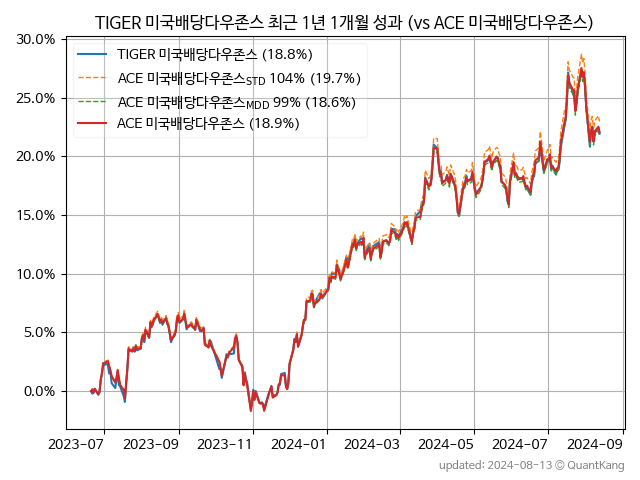 TIGER 미국배당다우존스 최근 1년 1개월 성과 (vs ACE 미국배당다우존스)
30.0%
25.0%
20.0%
15.0%
10.0%
5.0%
0.0%
TIGER 미국배당다우존스 (18.8%)
ACE 미국배당다우존스STD 104% (19.7%)
ACE 미국배당다우존스MDD 99% (18.6%)
ACE 미국배당다우존스 (18.9%)
2023-07 2023-09 2023-11 2024-01 2024-03 2024-05 2024-07 2024-09
updated: 2024-08-13 © QuantKang